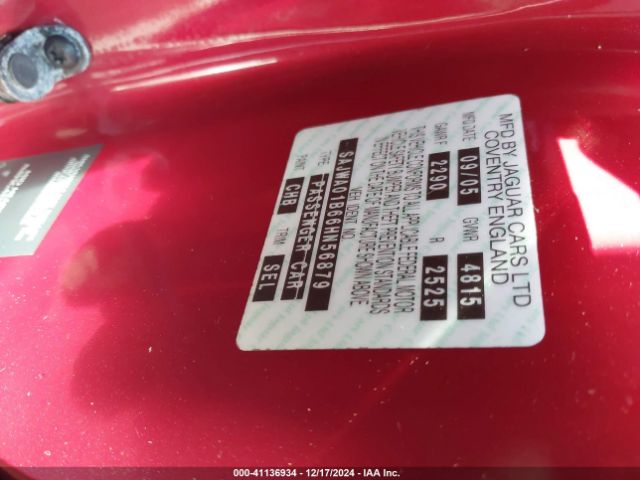 MFD BY JAGUAR CARS LTD
COVENTRY ENGLAND
MFD DATE 09/05 GVWR 4815
GAWR F 2290 R 2525
THIS VEHICLE CONFORMS TO ALL APPLICABLE FEDERAL MOTOR
VEHICLE SAFETY BUMPER AND THEFT PREVENTION STANDARDS
IN EFFECT ON THE DATE OF MANUFACTURE SHOWN ABOVE
VEH IDENT NO.
SAJWA01B66HN56879
TYPE PASSENGER CAR
PAINT CHB TRIM SEL
00-41136934 | 12/17/2024 - IAA Inc.